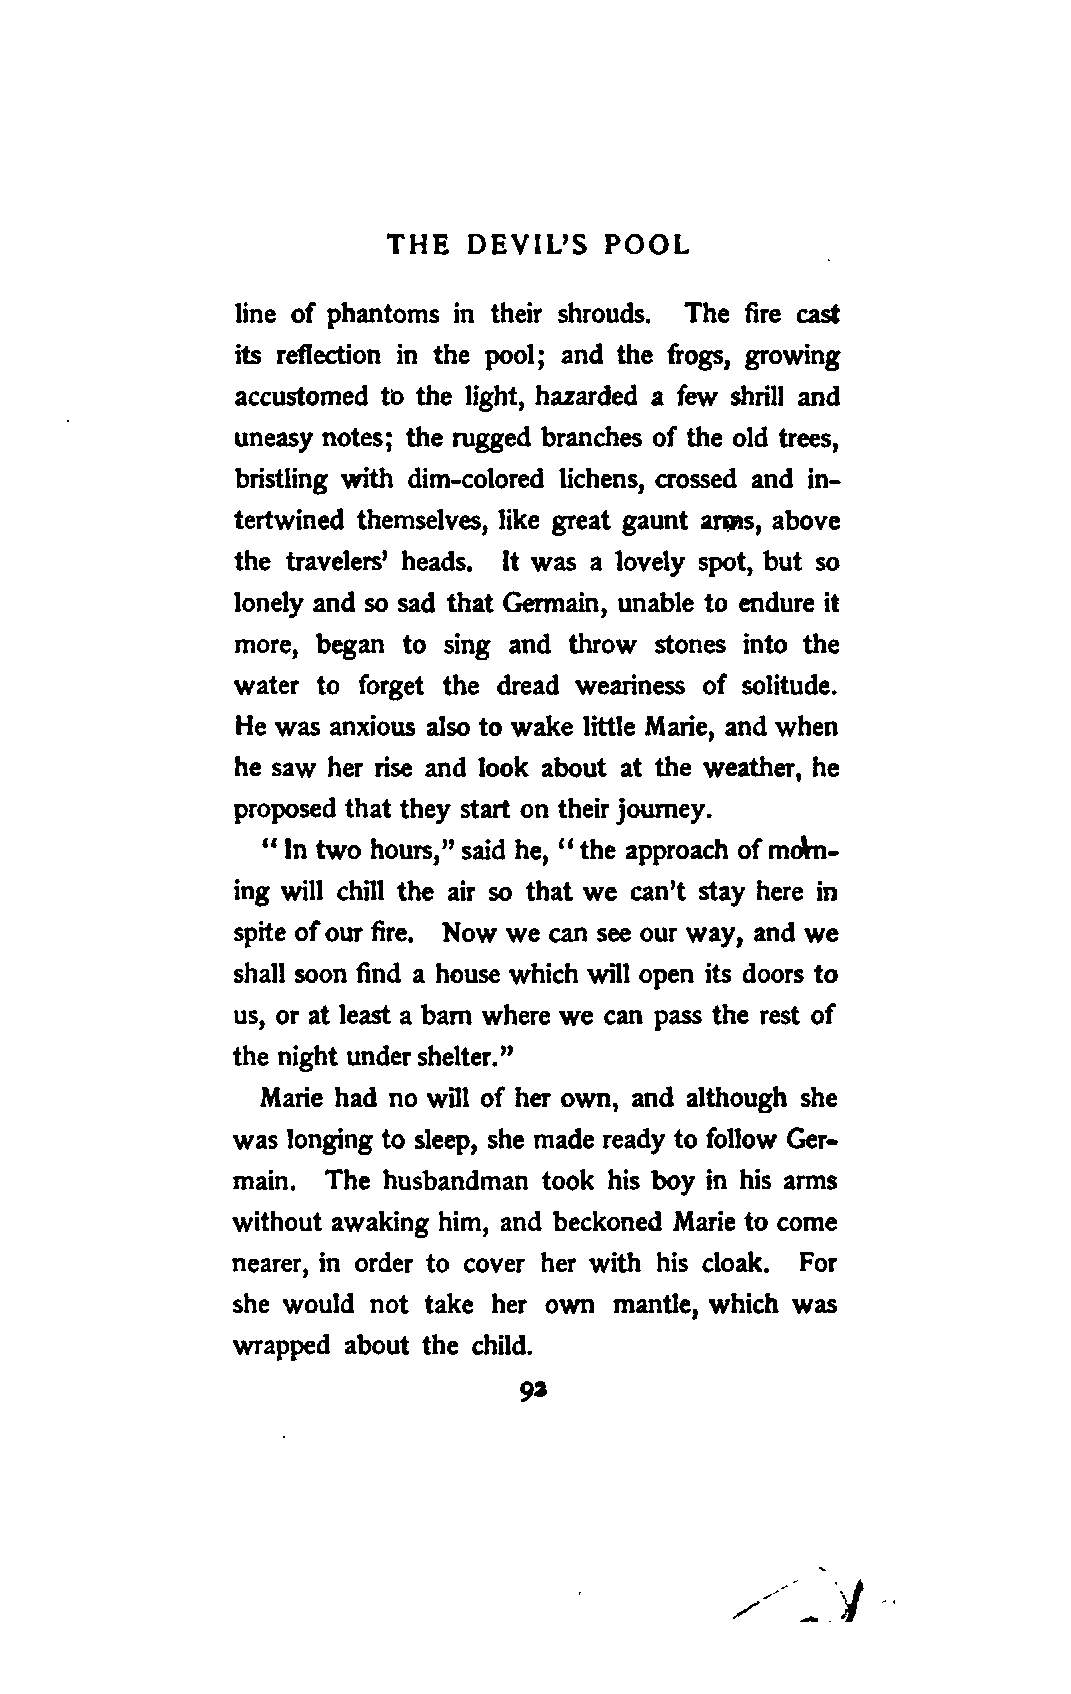 THE DEVIL'S POOL
line of phantoms in their shrouds. The fire cast
its reflection in the pool; and the frogs, growing
accustomed to the light, hazarded a few shrill and
uneasy notes; the rugged branches of the old trees,
bristling with dim-colored lichens, crossed and in-
tertwined themselves, like great gaunt arms, above
the travelers' heads. It was a lovely spot, but so
lonely and so sad that Germain, unable to endure it
more, began to sing and throw stones into the
water to forget the dread weariness of solitude.
He was anxious also to wake little Marie, and when
he saw her rise and look about at the weather, he
proposed that they start on their journey.
"In two hours," said he, "the approach of morn-
ing will chill the air so that we can't stay here in
spite of our fire. Now we can see our way, and we
shall soon find a house which will open its doors to
us, or at least a barn where we can pass the rest of
the night under shelter."
Marie had no will of her own, and although she
was longing to sleep, she made ready to follow Ger-
main. The husbandman took his boy in his arms
without awaking him, and beckoned Marie to come
nearer, in order to cover her with his cloak. For
she would not take her own mantle, which was
wrapped about the child.
92